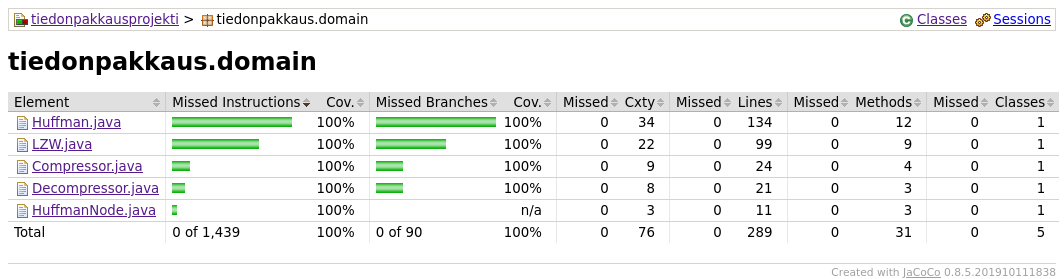 tiedonpakkausprojekti > tiedonpakkaus.domain Classes Sessions
tiedonpakkaus.domain
Element Missed Instructions Cov. Missed Branches Cov. Missed Cxty Missed Lines Missed Methods Missed Classes
Huffman.java 100% 100% 0 34 0 134 0 12 0 1
LZW.java 100% 100% 0 22 0 99 0 9 0 1
Compressor.java 100% 100% 0 9 0 24 0 4 0 1
Decompressor.java 100% 100% 0 8 0 21 0 3 0 1
HuffmanNode.java 100% n/a 0 3 0 11 0 3 0 1
Total 0 of 1,439 100% 0 of 90 100% 0 76 0 289 0 31 0 5
Created with JaCoCo 0.8.5.201910111838